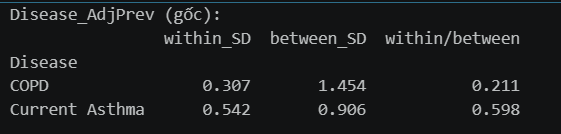 Disease_AdjPrev (gốc):
within_SD between_SD within/between
Disease
COPD 0.307 1.454 0.211
Current Asthma 0.542 0.906 0.598